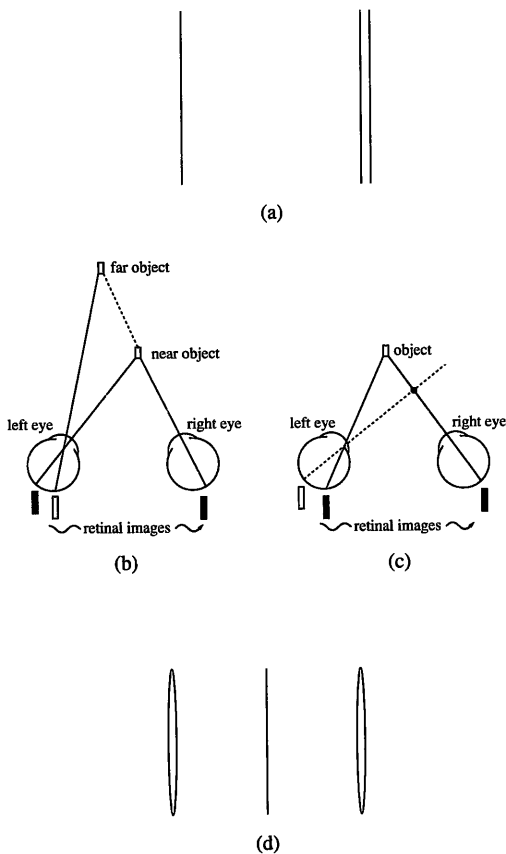 (a)
far object
near object
object
left eye
right eye
left eye
right eye
retinal images
retinal images
(b)
(c)
(d)